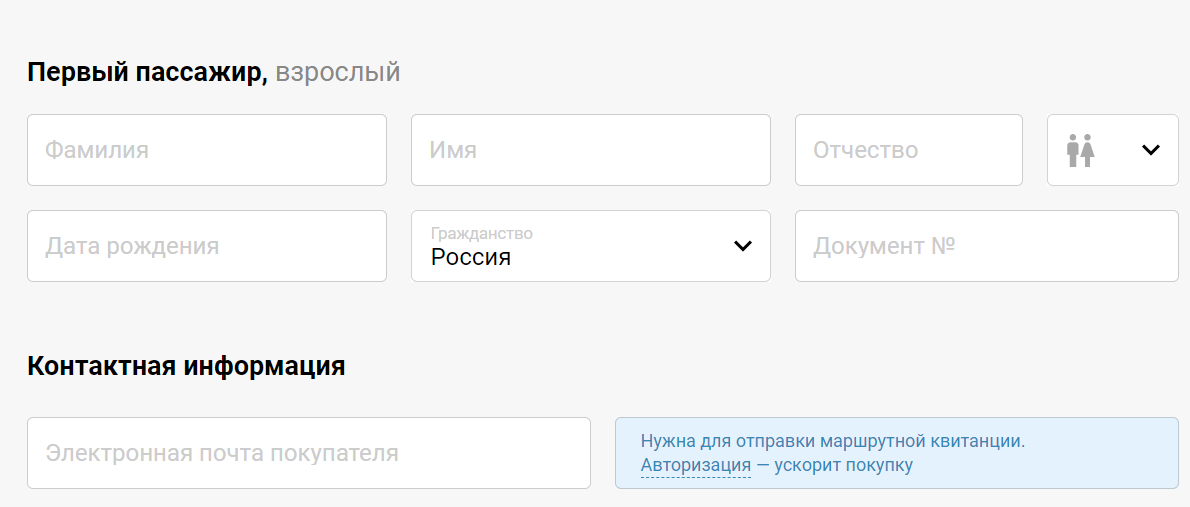 Первый пассажир, взрослый
Фамилия
Имя
Отчество
Дата рождения
Гражданство
Россия
Документ №
Контактная информация
Электронная почта покупателя
Нужна для отправки маршрутной квитанции.
Авторизация — ускорит покупку